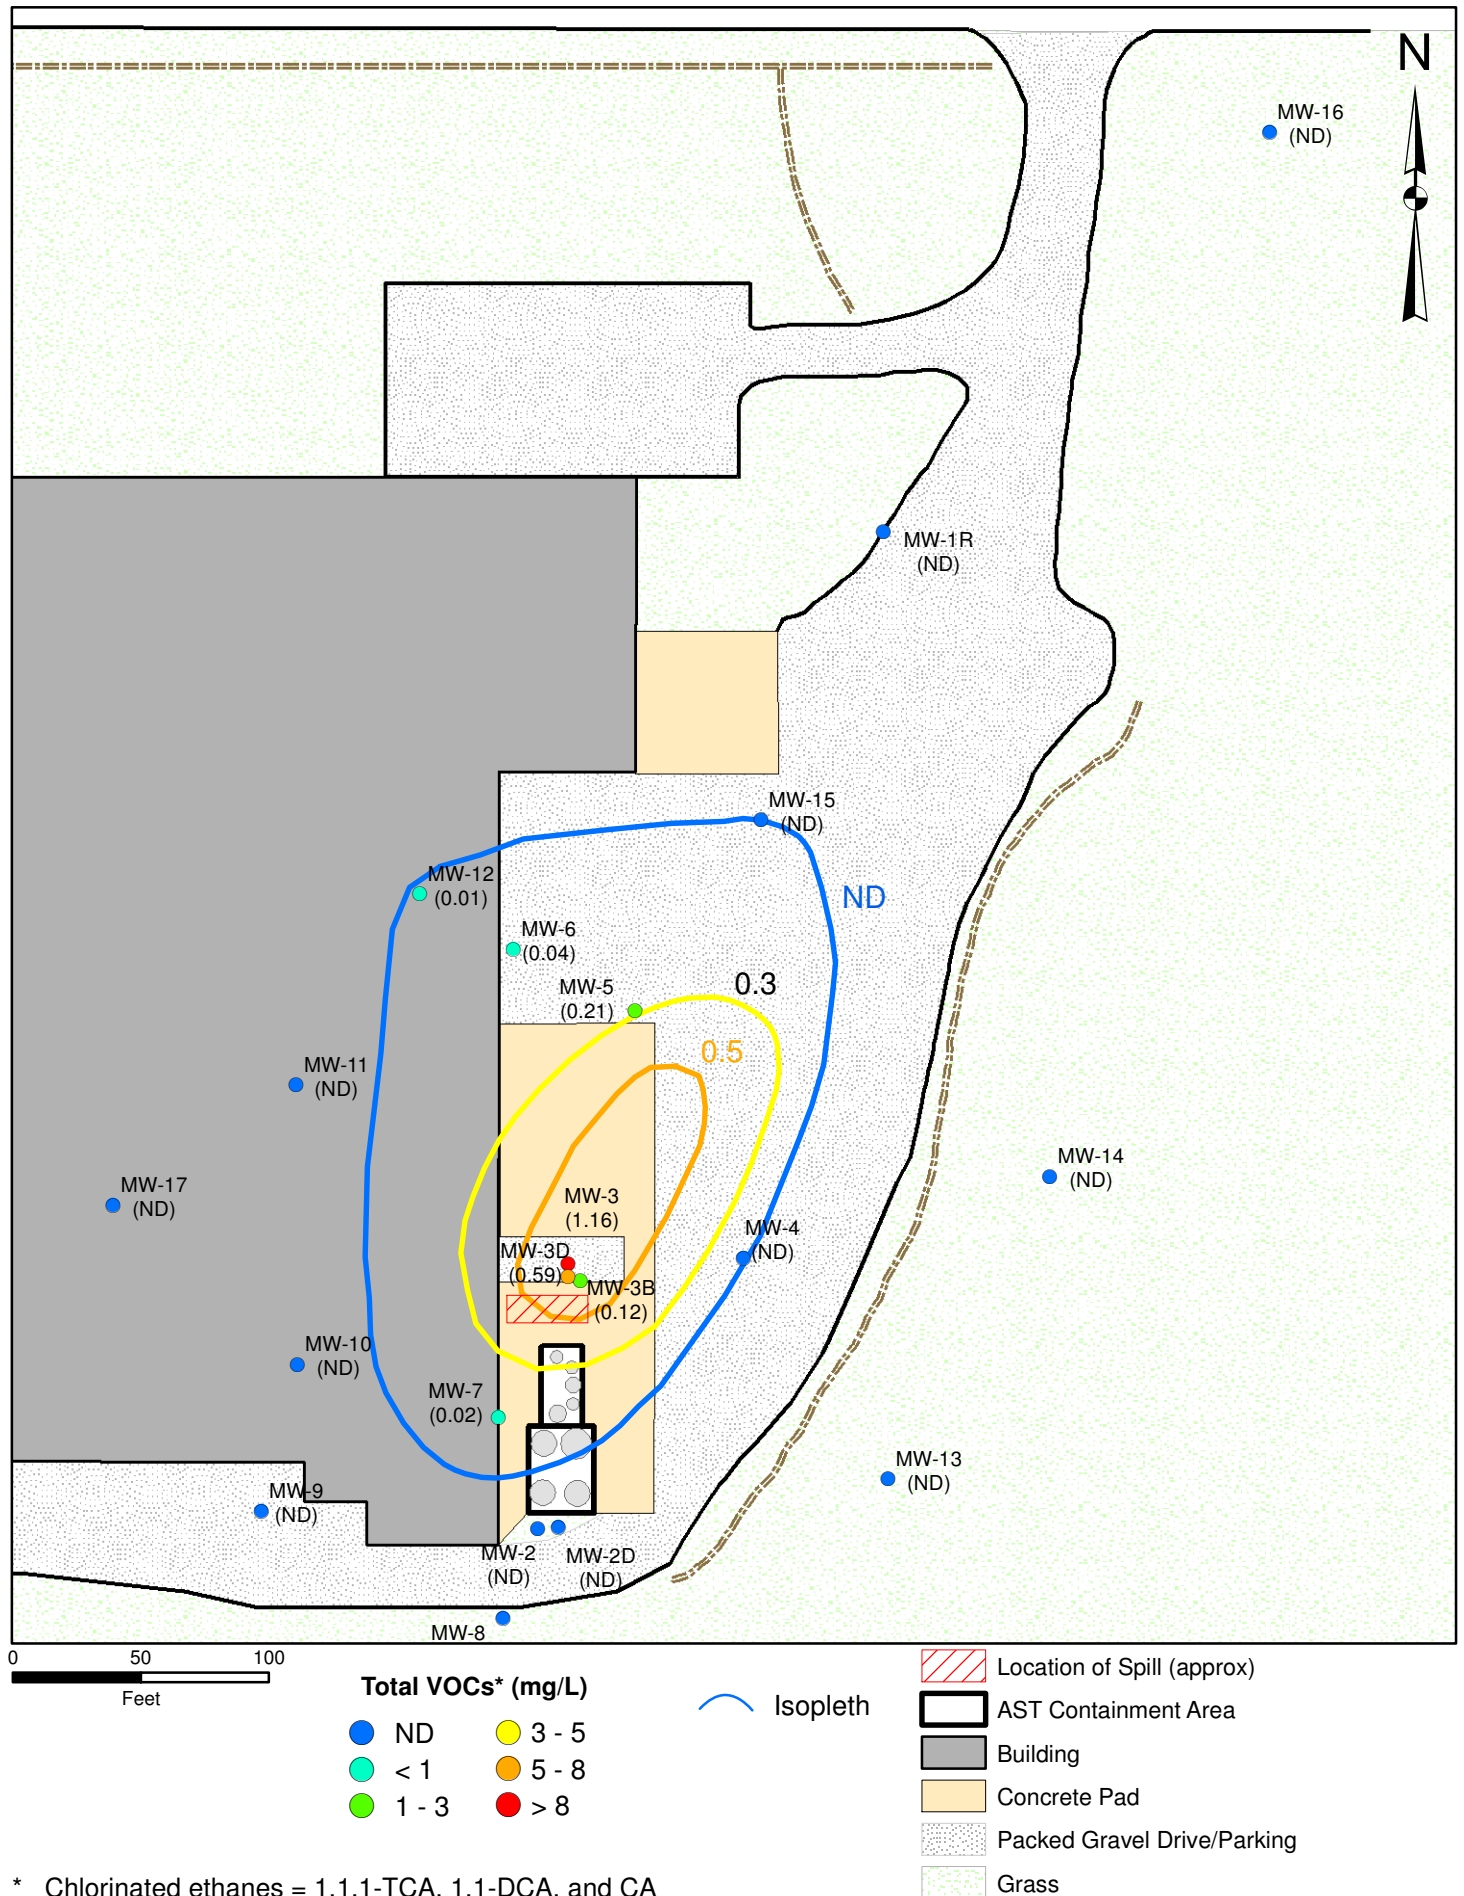 N
MW-16
(ND)
MW-1R
(ND)
MW-15
(ND)
MW-12
(0.01)
ND
MW-6
(0.04)
MW-5
(0.21)
0.3
0.5
MW-11
(ND)
MW-17
(ND)
MW-14
(ND)
MW-3
(1.16)
MW-4
(ND)
MW-3D
(0.59)
MW-3B
(0.12)
MW-10
(ND)
MW-7
(0.02)
MW-13
(ND)
MW-9
(ND)
MW-2
(ND)
MW-2D
(ND)
MW-8
0 50 100
Feet
Total VOCs* (mg/L)
ND
< 1
1 - 3
3 - 5
5 - 8
> 8
Isopleth
Location of Spill (approx)
AST Containment Area
Building
Concrete Pad
Packed Gravel Drive/Parking
Grass
* Chlorinated ethanes = 1,1,1-TCA, 1,1-DCA, and CA